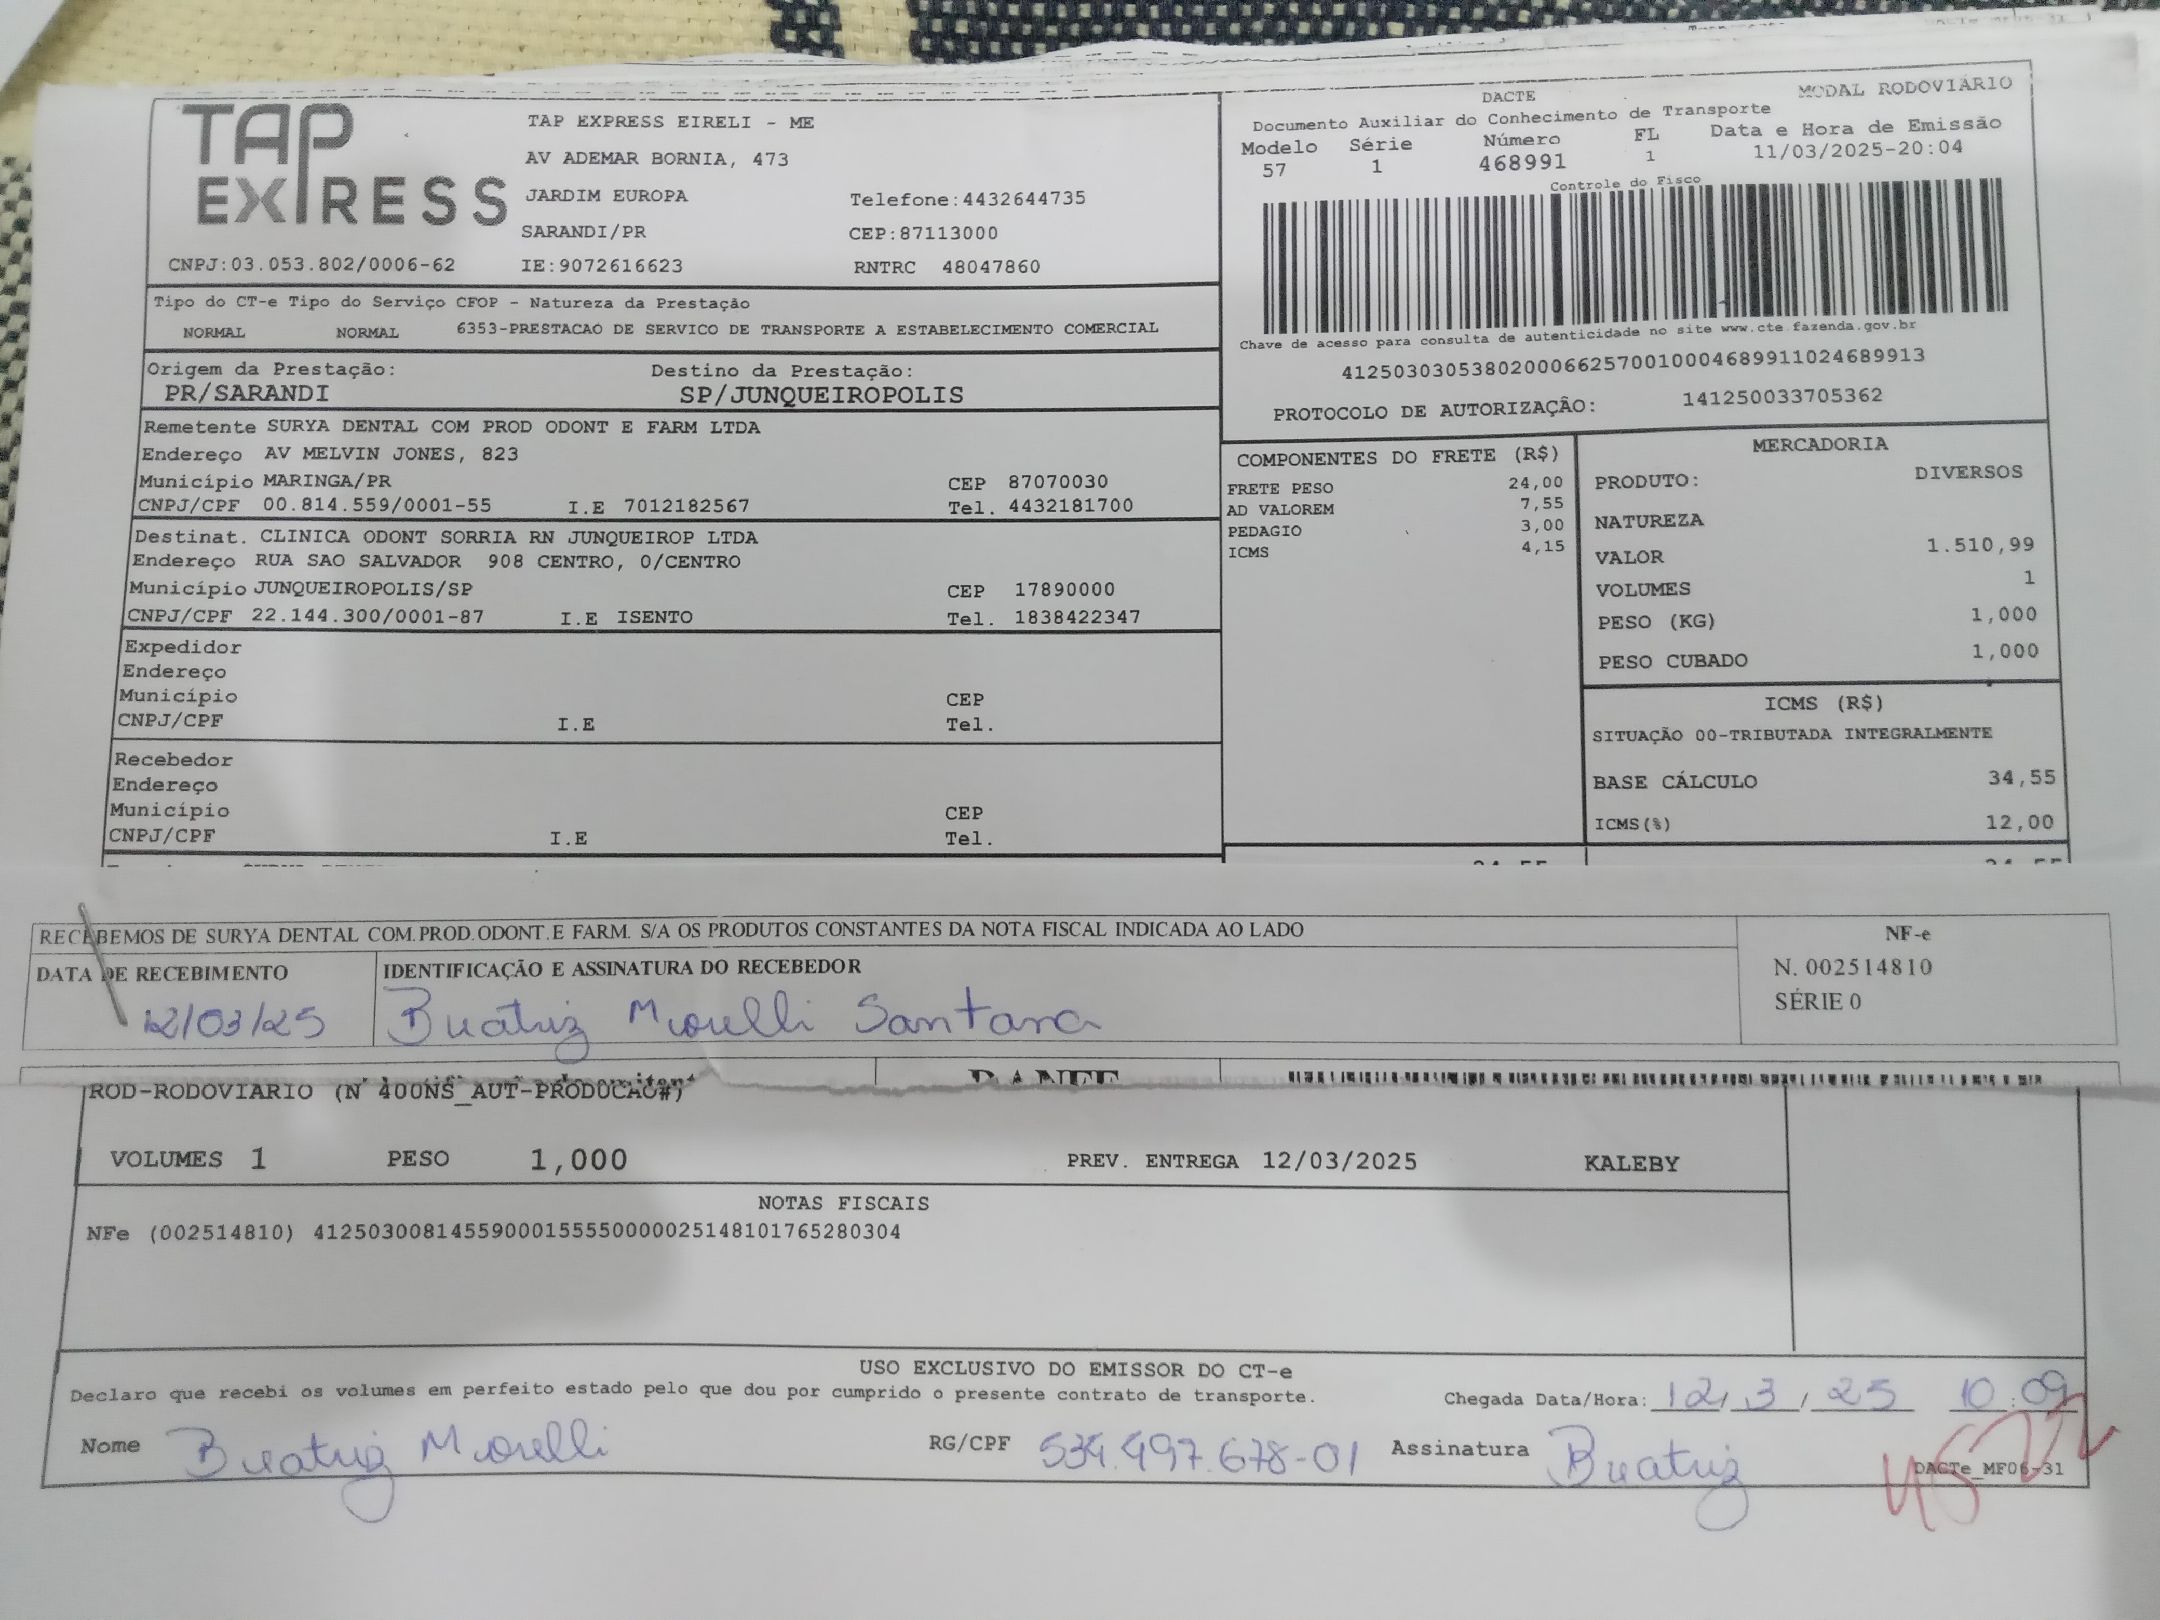 TAP EXPRESS
TAP EXPRESS EIRELI - ME
AV ADEMAR BORNIA, 473
JARDIM EUROPA Telefone:4432644735
SARANDI/PR CEP:87113000
CNPJ:03.053.802/0006-62 IE:9072616623 RNTRC 48047860
DACTE MODAL RODOVIÁRIO
Documento Auxiliar do Conhecimento de Transporte
Modelo Série Número FL Data e Hora de Emissão
57 1 468991 1 11/03/2025-20:04
Controle do Fisco
Chave de acesso para consulta de autenticidade no site www.cte.fazenda.gov.br
41250303053802000662570010004689911024689913
PROTOCOLO DE AUTORIZAÇÃO: 141250033705362
Tipo do CT-e Tipo do Serviço CFOP - Natureza da Prestação
NORMAL NORMAL 6353-PRESTACAO DE SERVICO DE TRANSPORTE A ESTABELECIMENTO COMERCIAL
Origem da Prestação: Destino da Prestação:
PR/SARANDI SP/JUNQUEIROPOLIS
Remetente SURYA DENTAL COM PROD ODONT E FARM LTDA
Endereço AV MELVIN JONES, 823
Município MARINGA/PR CEP 87070030
CNPJ/CPF 00.814.559/0001-55 I.E 7012182567 Tel. 4432181700
Destinat. CLINICA ODONT SORRIA RN JUNQUEIROP LTDA
Endereço RUA SAO SALVADOR 908 CENTRO, 0/CENTRO
Município JUNQUEIROPOLIS/SP CEP 17890000
CNPJ/CPF 22.144.300/0001-87 I.E ISENTO Tel. 1838422347
Expedidor
Endereço
Município CEP
CNPJ/CPF I.E Tel.
Recebedor
Endereço
Município CEP
CNPJ/CPF I.E Tel.
COMPONENTES DO FRETE (R$)
FRETE PESO 24,00
AD VALOREM 7,55
PEDAGIO 3,00
ICMS 4,15
MERCADORIA
PRODUTO: DIVERSOS
NATUREZA
VALOR 1.510,99
VOLUMES 1
PESO (KG) 1,000
PESO CUBADO 1,000
ICMS (R$)
SITUAÇÃO 00-TRIBUTADA INTEGRALMENTE
BASE CÁLCULO 34,55
ICMS(%) 12,00
RECEBEMOS DE SURYA DENTAL COM.PROD.ODONT.E FARM. S/A OS PRODUTOS CONSTANTES DA NOTA FISCAL INDICADA AO LADO
DATA DE RECEBIMENTO IDENTIFICAÇÃO E ASSINATURA DO RECEBEDOR
12/03/25 Beatriz Morelli Santana
NF-e
N. 002514810
SÉRIE 0
DANFE
ROD-RODOVIARIO (N 400NS_AUT-PRODUCAO#)
VOLUMES 1 PESO 1,000 PREV. ENTREGA 12/03/2025 KALEBY
NOTAS FISCAIS
NFe (002514810) 41250300814559000155550000025148101765280304
USO EXCLUSIVO DO EMISSOR DO CT-e
Declaro que recebi os volumes em perfeito estado pelo que dou por cumprido o presente contrato de transporte. Chegada Data/Hora: 12/3/25 10:09
Nome Beatriz Morelli RG/CPF 534.497.678-01 Assinatura Beatriz
DACTe_MF06-31